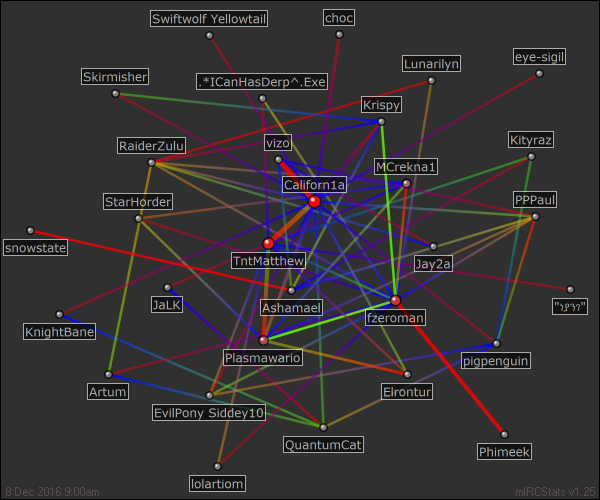 Swiftwolf Yellowtail
choc
Skirmisher
.*ICanHasDerp^.Exe
Lunarilyn
eye-sigil
Krispy
RaiderZulu
vizo
MCrekna1
Kityraz
Californ1a
StarHorder
PPPaul
snowstate
TntMatthew
Jay2a
JaLK
Ashamael
fzeroman
KnightBane
Plasmawario
pigpenguin
Artum
EvilPony Siddey10
Elrontur
QuantumCat
Phimeek
lolartiom
8 Dec 2016 9:00am
mIRCStats v1.25